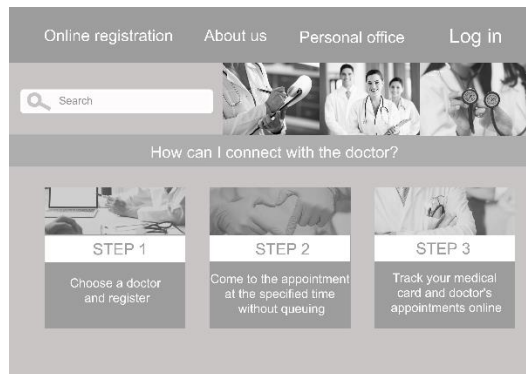 Online registration About us Personal office Log in
Search
How can I connect with the doctor?
STEP 1
Choose a doctor
and register
STEP 2
Come to the appointment
at the specified time
without queuing
STEP 3
Track your medical
card and doctor's
appointments online